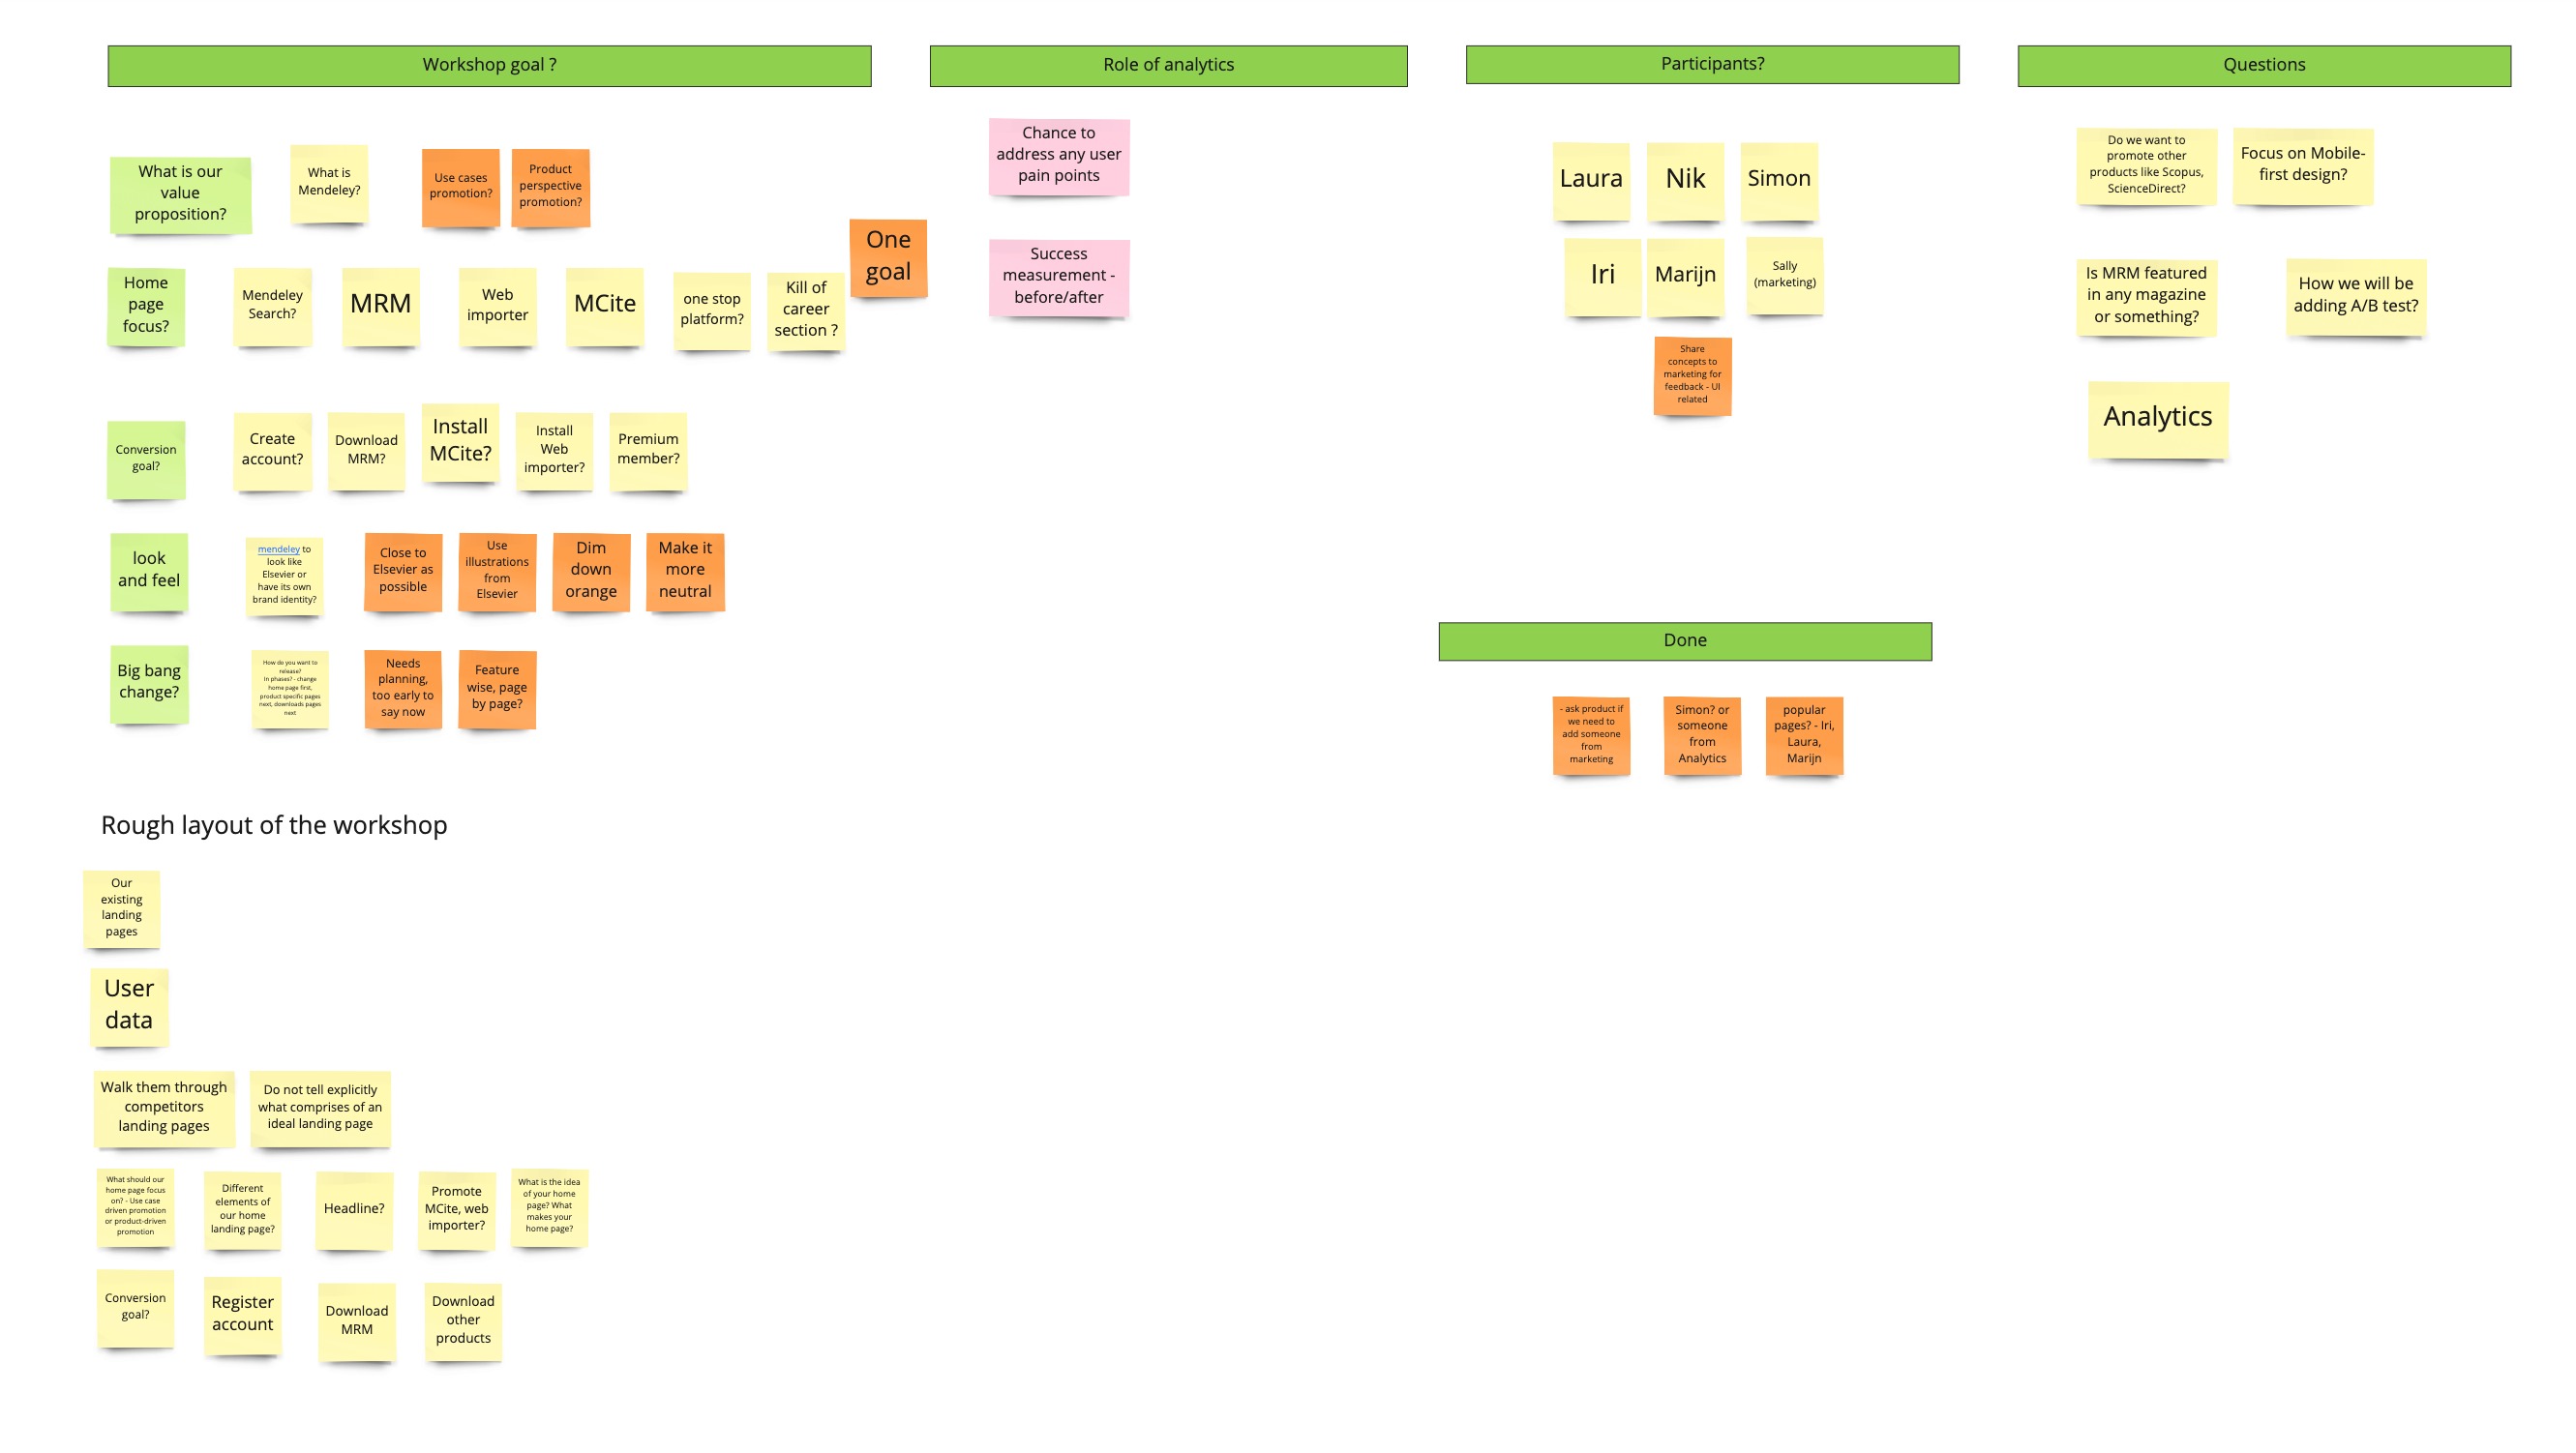 Workshop goal ?
Role of analytics
Participants?
Questions
What is our
value
proposition?
What is
Mendeley?
Use cases
promotion?
Product
perspective
promotion?
One
goal
Home
page
focus?
Mendeley
Search?
MRM
Web
importer
MCite
one stop
platform?
Kill of
career
section ?
Conversion
goal?
Create
account?
Download
MRM?
Install
MCite?
Install
Web
importer?
Premium
member?
look
and feel
mendeley to
look like
Elsevier or
have its own
brand identity?
Close to
Elsevier as
possible
Use
illustrations
from
Elsevier
Dim
down
orange
Make it
more
neutral
Big bang
change?
How do you want to
release?
In phases? - change
home page first,
product specific pages
next, downloads pages
next
Needs
planning,
too early to
say now
Feature
wise, page
by page?
Chance to
address any user
pain points
Success
measurement -
before/after
Laura
Nik
Simon
Iri
Marijn
Sally
(marketing)
Share
concepts to
marketing for
feedback - UI
related
Do we want to
promote other
products like Scopus,
ScienceDirect?
Focus on Mobile-
first design?
Is MRM featured
in any magazine
or something?
How we will be
adding A/B test?
Analytics
Done
- ask product if
we need to
add someone
from
marketing
Simon? or
someone
from
Analytics
popular
pages? - Iri,
Laura,
Marijn
Rough layout of the workshop
Our
existing
landing
pages
User
data
Walk them through
competitors
landing pages
Do not tell explicitly
what comprises of an
ideal landing page
What should our
home page focus
on? - Use case
driven promotion
or product-driven
promotion
Different
elements of
our home
landing page?
Headline?
Promote
MCite, web
importer?
What is the idea
of your home
page? What
makes your
home page?
Conversion
goal?
Register
account
Download
MRM
Download
other
products